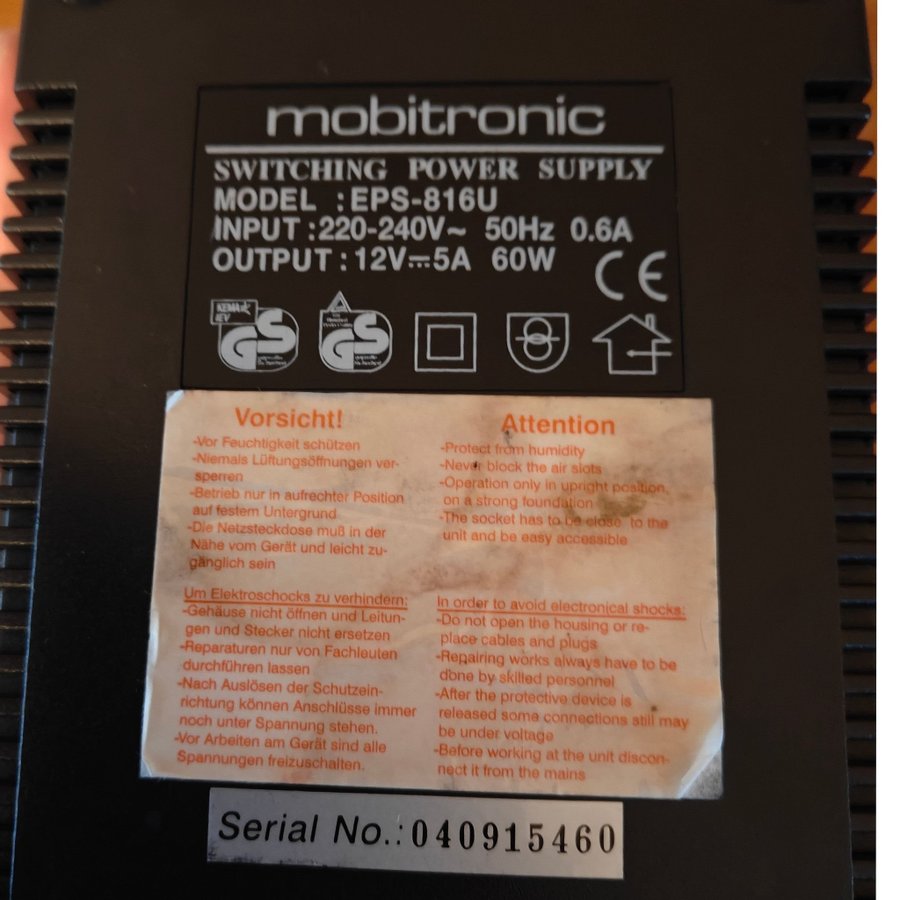 mobitronic
SWITCHING POWER SUPPLY
MODEL : EPS-816U
INPUT : 220-240V~ 50Hz 0.6A
OUTPUT : 12V⎓5A 60W
CE
KEMA
IEV
GS
GS
Vorsicht!
-Vor Feuchtigkeit schützen
-Niemals Lüftungsöffnungen ver-
sperren
-Betrieb nur in aufrechter Position
auf festem Untergrund
-Die Netzsteckdose muß in der
Nähe vom Gerät und leicht zu-
gänglich sein
Um Elektroschocks zu verhindern:
-Gehäuse nicht öffnen und Leitun-
gen und Stecker nicht ersetzen
-Reparaturen nur von Fachleuten
durchführen lassen
-Nach Auslösen der Schutzein-
richtung können Anschlüsse immer
noch unter Spannung stehen.
-Vor Arbeiten am Gerät sind alle
Spannungen freizuschalten.
Attention
-Protect from humidity
-Never block the air slots
-Operation only in upright position,
on a strong foundation
-The socket has to be close to the
unit and be easy accessible
In order to avoid electronical shocks:
-Do not open the housing or re-
place cables and plugs
-Repairing works always have to be
done by skilled personnel
-After the protective device is
released some connections still may
be under voltage
-Before working at the unit discon-
nect it from the mains
Serial No.: 040915460